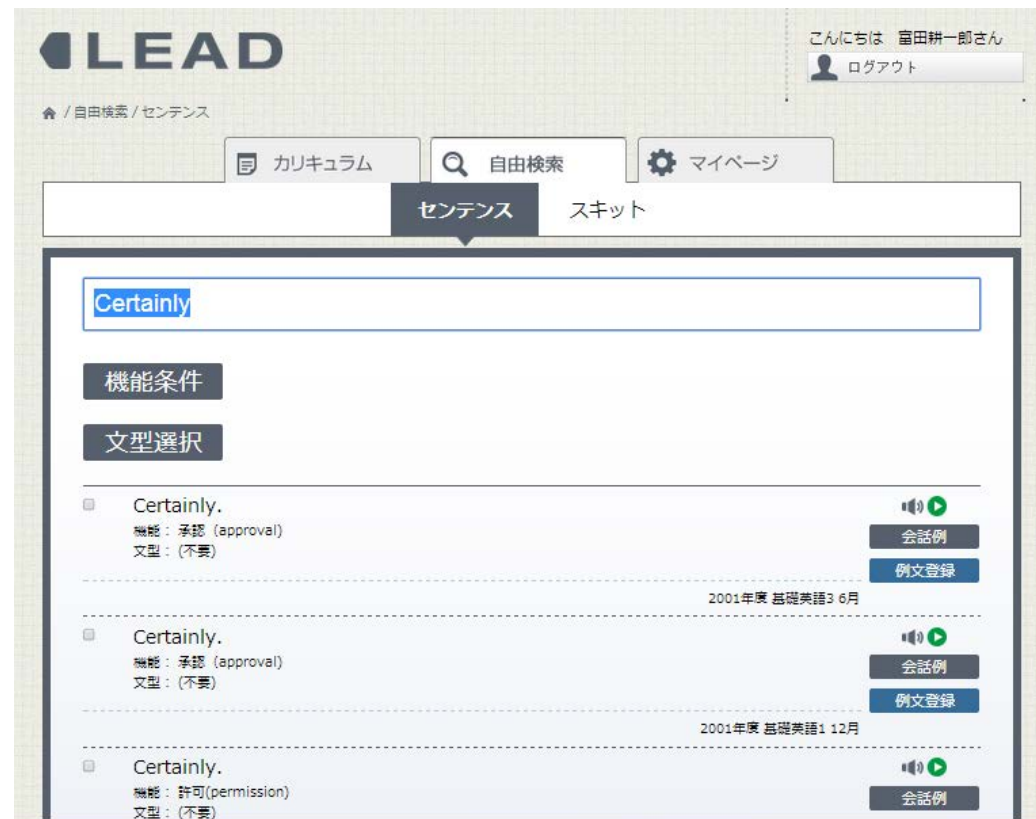 LEAD
こんにちは 富田耕一郎さん
ログアウト
/ 自由検索 / センテンス
カリキュラム 自由検索 マイページ
センテンス スキット
Certainly
機能条件
文型選択
Certainly.
機能： 承認（approval）
文型： (不要)
会話例
例文登録
2001年度 基礎英語3 6月
Certainly.
機能： 承認（approval）
文型： (不要)
会話例
例文登録
2001年度 基礎英語1 12月
Certainly.
機能： 許可(permission)
文型： (不要)
会話例